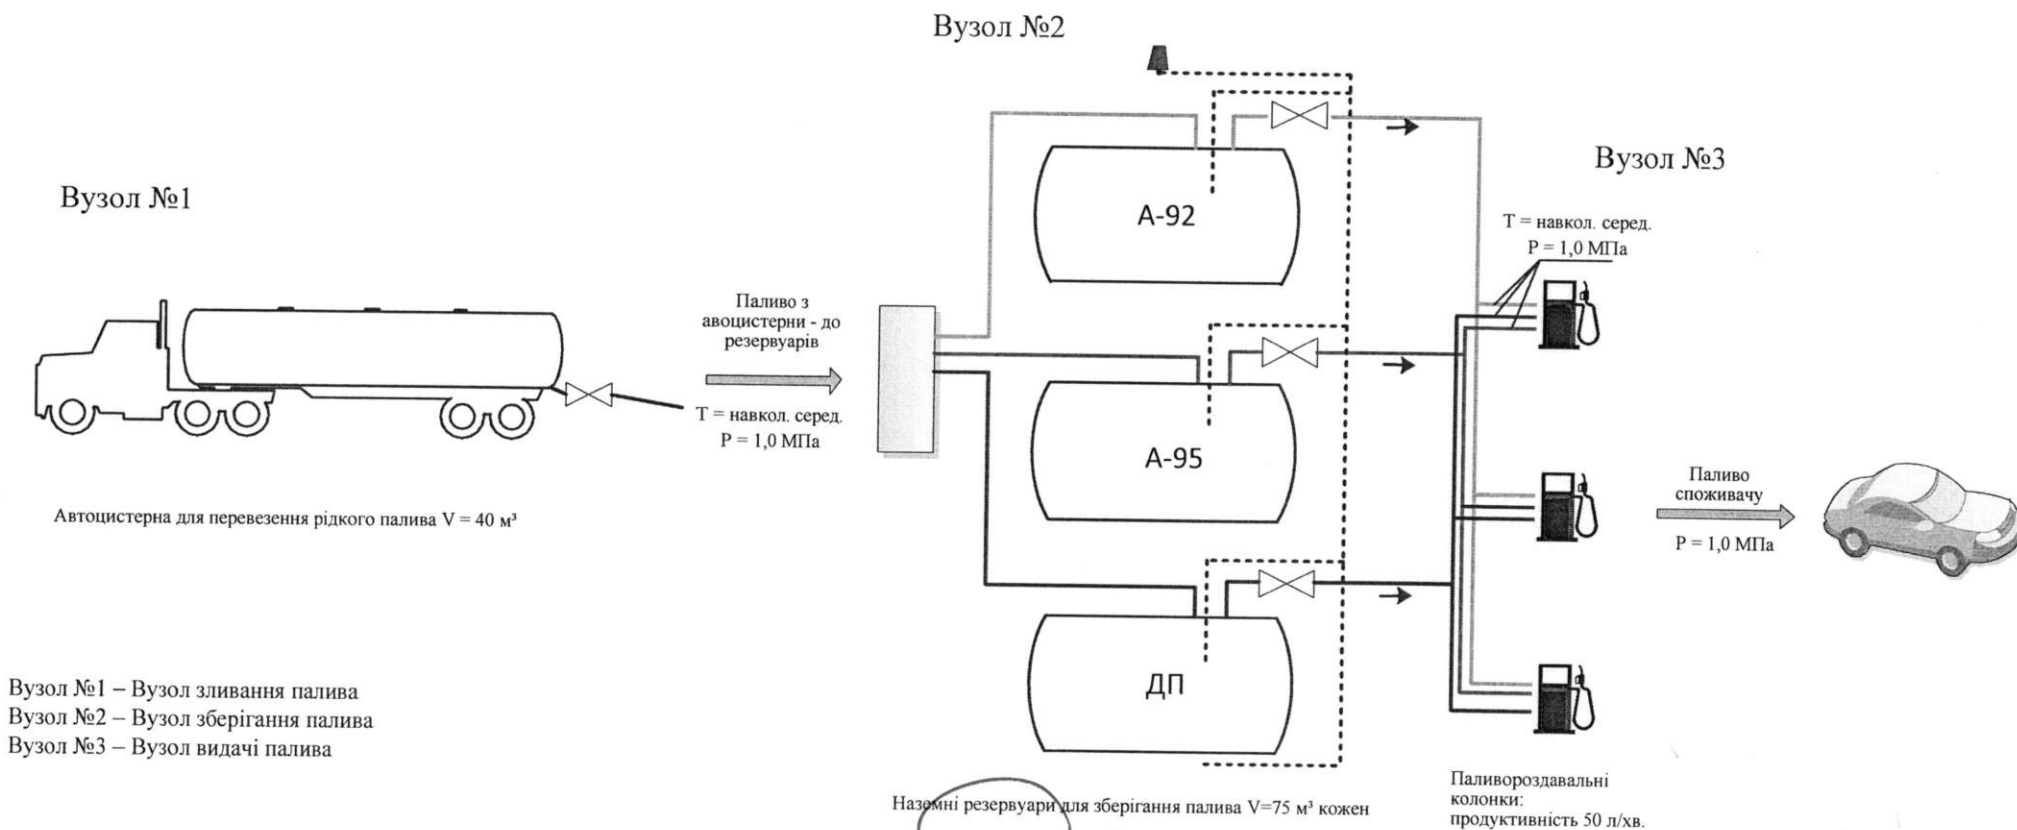 Вузол №2
Вузол №1
Вузол №3
А-92
Т = навкол. серед.
Р = 1,0 МПа
Паливо з
авоцистерни - до
резервуарів
Т = навкол. серед.
Р = 1,0 МПа
А-95
Паливо
споживачу
Р = 1,0 МПа
Автоцистерна для перевезення рідкого палива V = 40 м³
ДП
Вузол №1 – Вузол зливання палива
Вузол №2 – Вузол зберігання палива
Вузол №3 – Вузол видачі палива
Наземні резервуари для зберігання палива V=75 м³ кожен
Паливороздавальні
колонки:
продуктивність 50 л/хв.